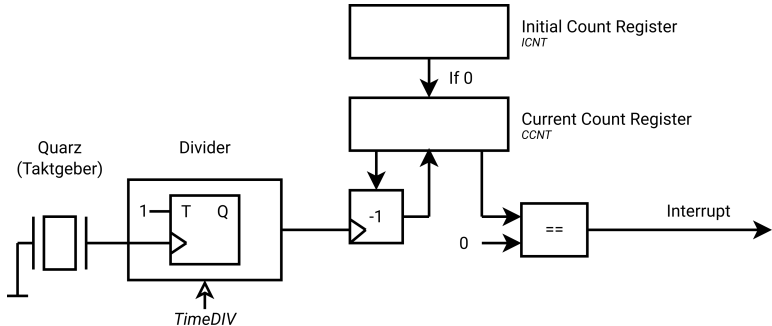 Initial Count Register
ICNT
If 0
Current Count Register
CCNT
Quarz
(Taktgeber)
Divider
1
T Q
-1
0
==
Interrupt
TimeDIV